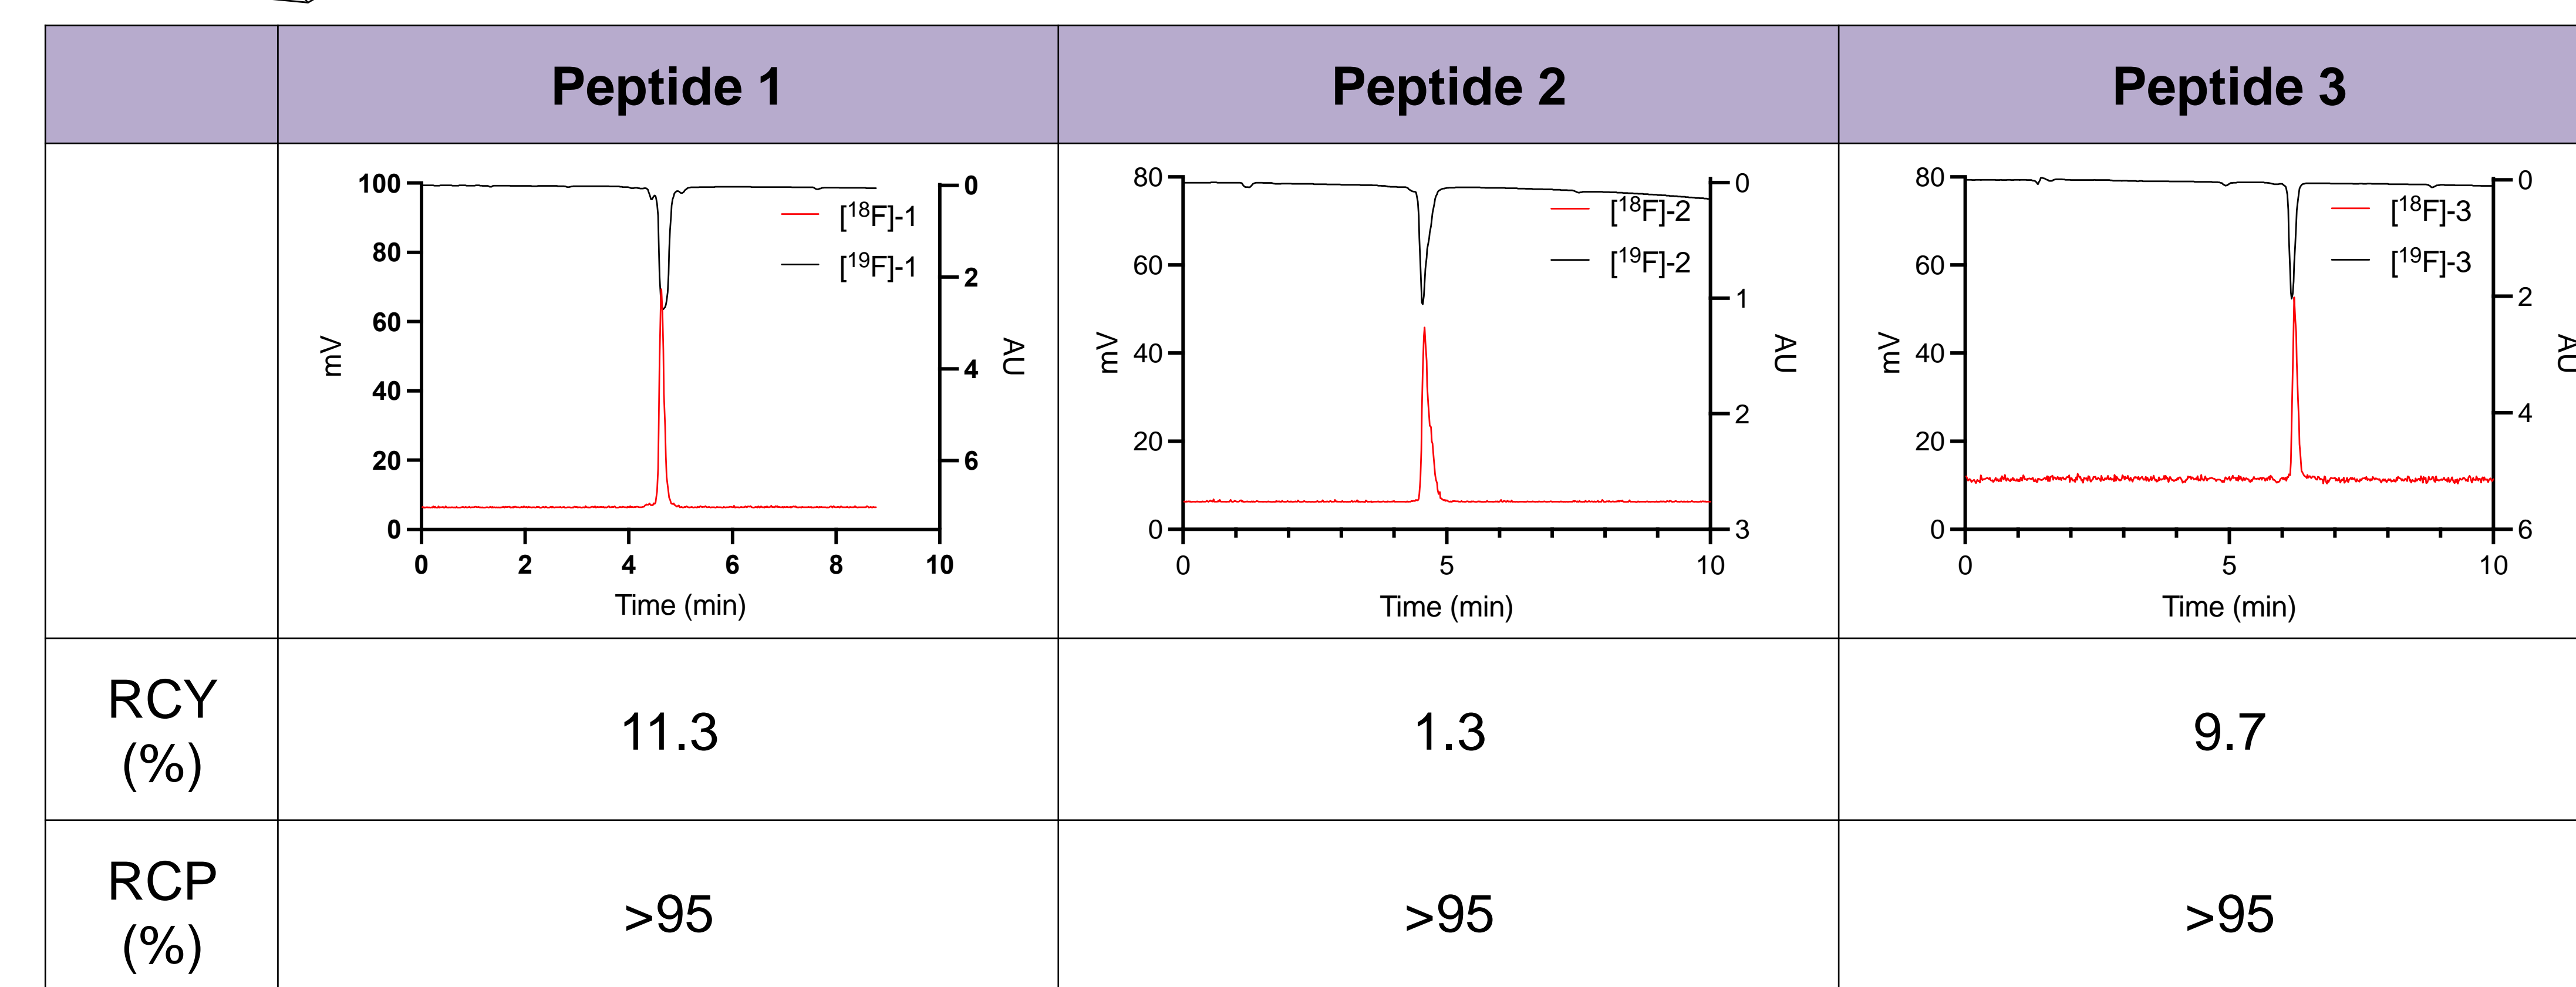 Peptide 1 Peptide 2 Peptide 3
100
80
60
40
20
0
mV
0 2 4 6 8 10
Time (min)
0
2
4
6
AU
[¹⁸F]-1
[¹⁹F]-1
80
60
40
20
0
mV
0 5 10
Time (min)
0
1
2
3
AU
[¹⁸F]-2
[¹⁹F]-2
80
60
40
20
0
mV
0 5 10
Time (min)
0
2
4
6
AU
[¹⁸F]-3
[¹⁹F]-3
RCY
(%)
11.3 1.3 9.7
RCP
(%)
>95 >95 >95